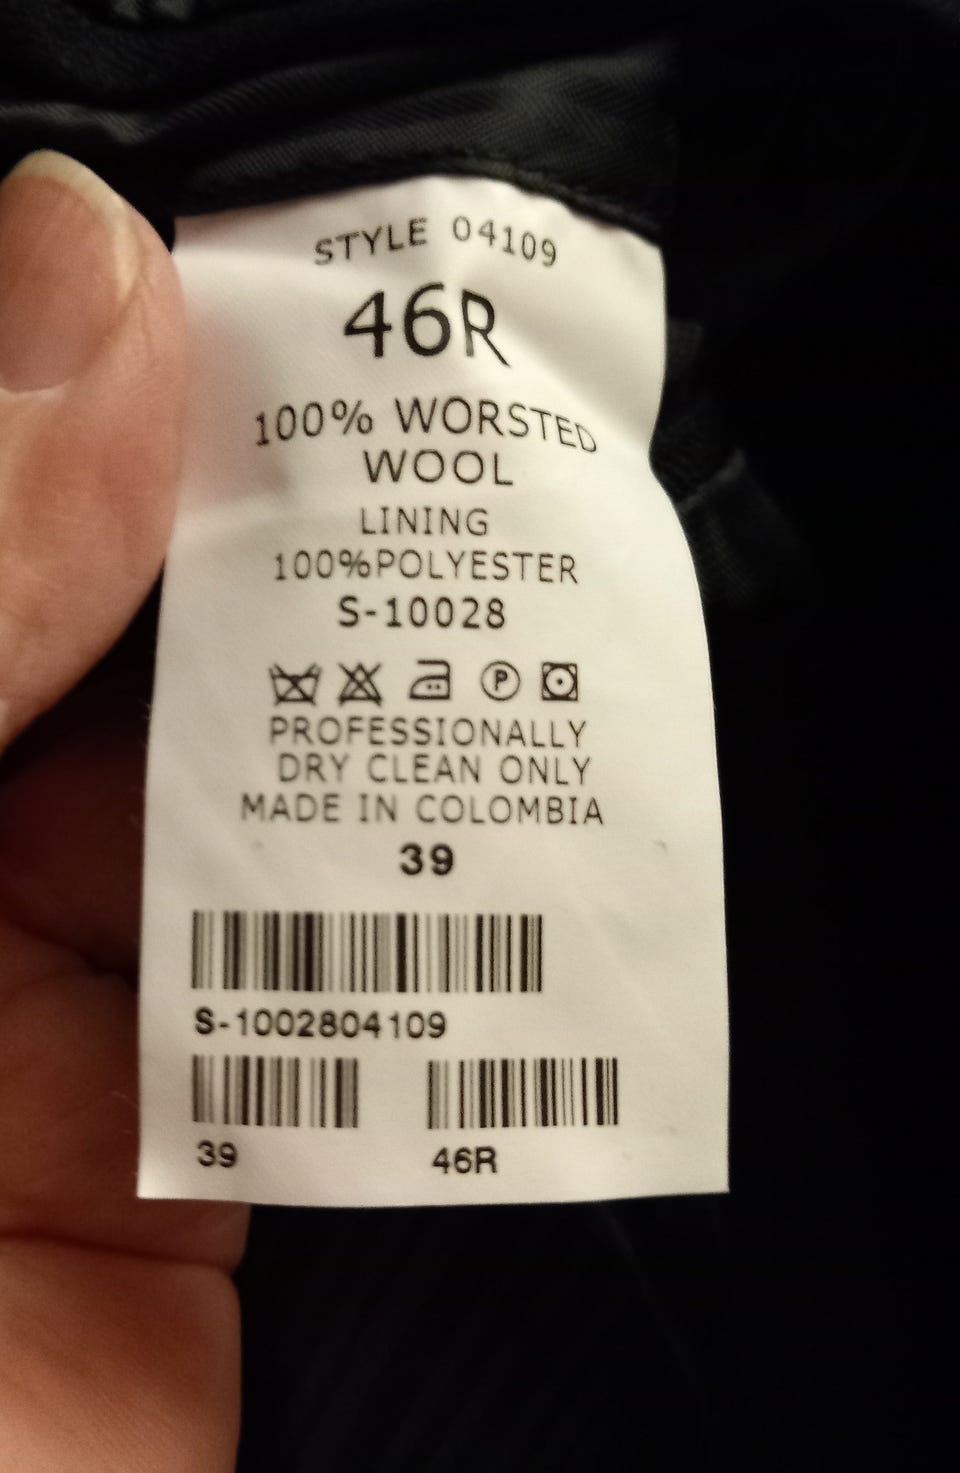 STYLE 04109
46R
100% WORSTED
WOOL
LINING
100%POLYESTER
S-10028
P
PROFESSIONALLY
DRY CLEAN ONLY
MADE IN COLOMBIA
39
S-1002804109
39 46R